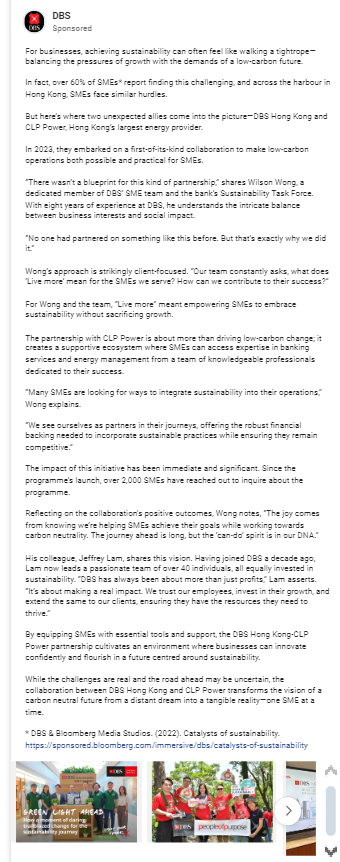 DBS
Sponsored
For businesses, achieving sustainability can often feel like walking a tightrope—
balancing the pressures of growth with the demands of a low-carbon future.
In fact, over 60% of SMEs* report finding this challenging, and across the harbour in
Hong Kong, SMEs face similar hurdles.
But here's where two unexpected allies come into the picture—DBS Hong Kong and
CLP Power, Hong Kong's largest energy provider.
In 2023, they embarked on a first-of-its-kind collaboration to make low-carbon
operations both possible and practical for SMEs.
"There wasn't a blueprint for this kind of partnership," shares Wilson Wong, a
dedicated member of DBS' SME team and the bank's Sustainability Task Force.
With eight years of experience at DBS, he understands the intricate balance
between business interests and social impact.
"No one had partnered on something like this before. But that's exactly why we did
it."
Wong's approach is strikingly client-focused. "Our team constantly asks, what does
'Live more' mean for the SMEs we serve? How can we contribute to their success?"
For Wong and the team, "Live more" meant empowering SMEs to embrace
sustainability without sacrificing growth.
The partnership with CLP Power is about more than driving low-carbon change; it
creates a supportive ecosystem where SMEs can access expertise in banking
services and energy management from a team of knowledgeable professionals
dedicated to their success.
"Many SMEs are looking for ways to integrate sustainability into their operations,"
Wong explains.
"We see ourselves as partners in their journeys, offering the robust financial
backing needed to incorporate sustainable practices while ensuring they remain
competitive."
The impact of this initiative has been immediate and significant. Since the
programme's launch, over 2,000 SMEs have reached out to inquire about the
programme.
Reflecting on the collaboration's positive outcomes, Wong notes, "The joy comes
from knowing we're helping SMEs achieve their goals while working towards
carbon neutrality. The journey ahead is long, but the 'can-do' spirit is in our DNA."
His colleague, Jeffrey Lam, shares this vision. Having joined DBS a decade ago,
Lam now leads a passionate team of over 40 individuals, all equally invested in
sustainability. "DBS has always been about more than just profits," Lam asserts.
"It's about making a real impact. We trust our employees, invest in their growth, and
extend the same to our clients, ensuring they have the resources they need to
thrive."
By equipping SMEs with essential tools and support, the DBS Hong Kong-CLP
Power partnership cultivates an environment where businesses can innovate
confidently and flourish in a future centred around sustainability.
While the challenges are real and the road ahead may be uncertain, the
collaboration between DBS Hong Kong and CLP Power transforms the vision of a
carbon neutral future from a distant dream into a tangible reality—one SME at a
time.
* DBS & Bloomberg Media Studios. (2022). Catalysts of sustainability.
https://sponsored.bloomberg.com/immersive/dbs/catalysts-of-sustainability
DBS
GREEN LIGHT AHEAD
DBS
people of purpose
DBS